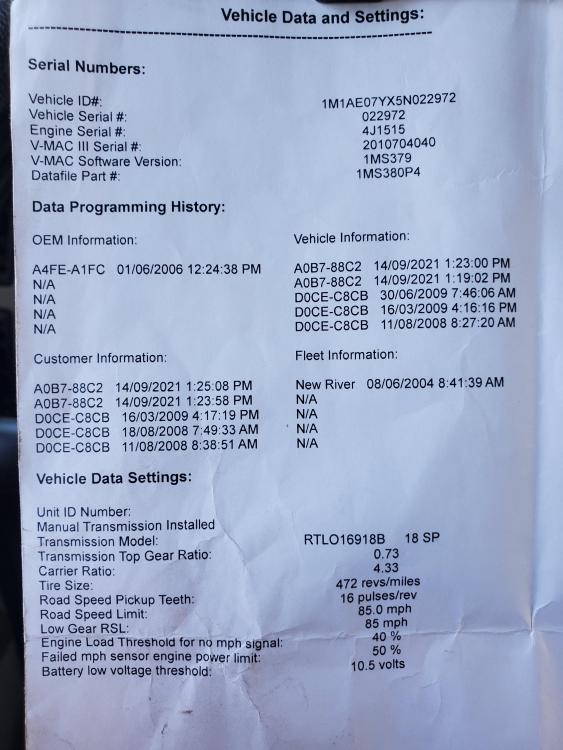 Vehicle Data and Settings:
Serial Numbers:
Vehicle ID#: 1M1AE07YX5N022972
Vehicle Serial #: 022972
Engine Serial #: 4J1515
V-MAC III Serial #: 2010704040
V-MAC Software Version: 1MS379
Datafile Part #: 1MS380P4
Data Programming History:
OEM Information:
A4FE-A1FC 01/06/2006 12:24:38 PM
N/A
N/A
N/A
N/A
Vehicle Information:
A0B7-88C2 14/09/2021 1:23:00 PM
A0B7-88C2 14/09/2021 1:19:02 PM
D0CE-C8CB 30/06/2009 7:46:06 AM
D0CE-C8CB 16/03/2009 4:16:16 PM
D0CE-C8CB 11/08/2008 8:27:20 AM
Customer Information:
A0B7-88C2 14/09/2021 1:25:08 PM
A0B7-88C2 14/09/2021 1:23:58 PM
D0CE-C8CB 16/03/2009 4:17:19 PM
D0CE-C8CB 18/08/2008 7:49:33 AM
D0CE-C8CB 11/08/2008 8:38:51 AM
Fleet Information:
New River 08/06/2004 8:41:39 AM
N/A
N/A
N/A
N/A
Vehicle Data Settings:
Unit ID Number:
Manual Transmission Installed
Transmission Model: RTLO16918B 18 SP
Transmission Top Gear Ratio: 0.73
Carrier Ratio: 4.33
Tire Size: 472 revs/miles
Road Speed Pickup Teeth: 16 pulses/rev
Road Speed Limit: 85.0 mph
Low Gear RSL: 85 mph
Engine Load Threshold for no mph signal: 40 %
Failed mph sensor engine power limit: 50 %
Battery low voltage threshold: 10.5 volts